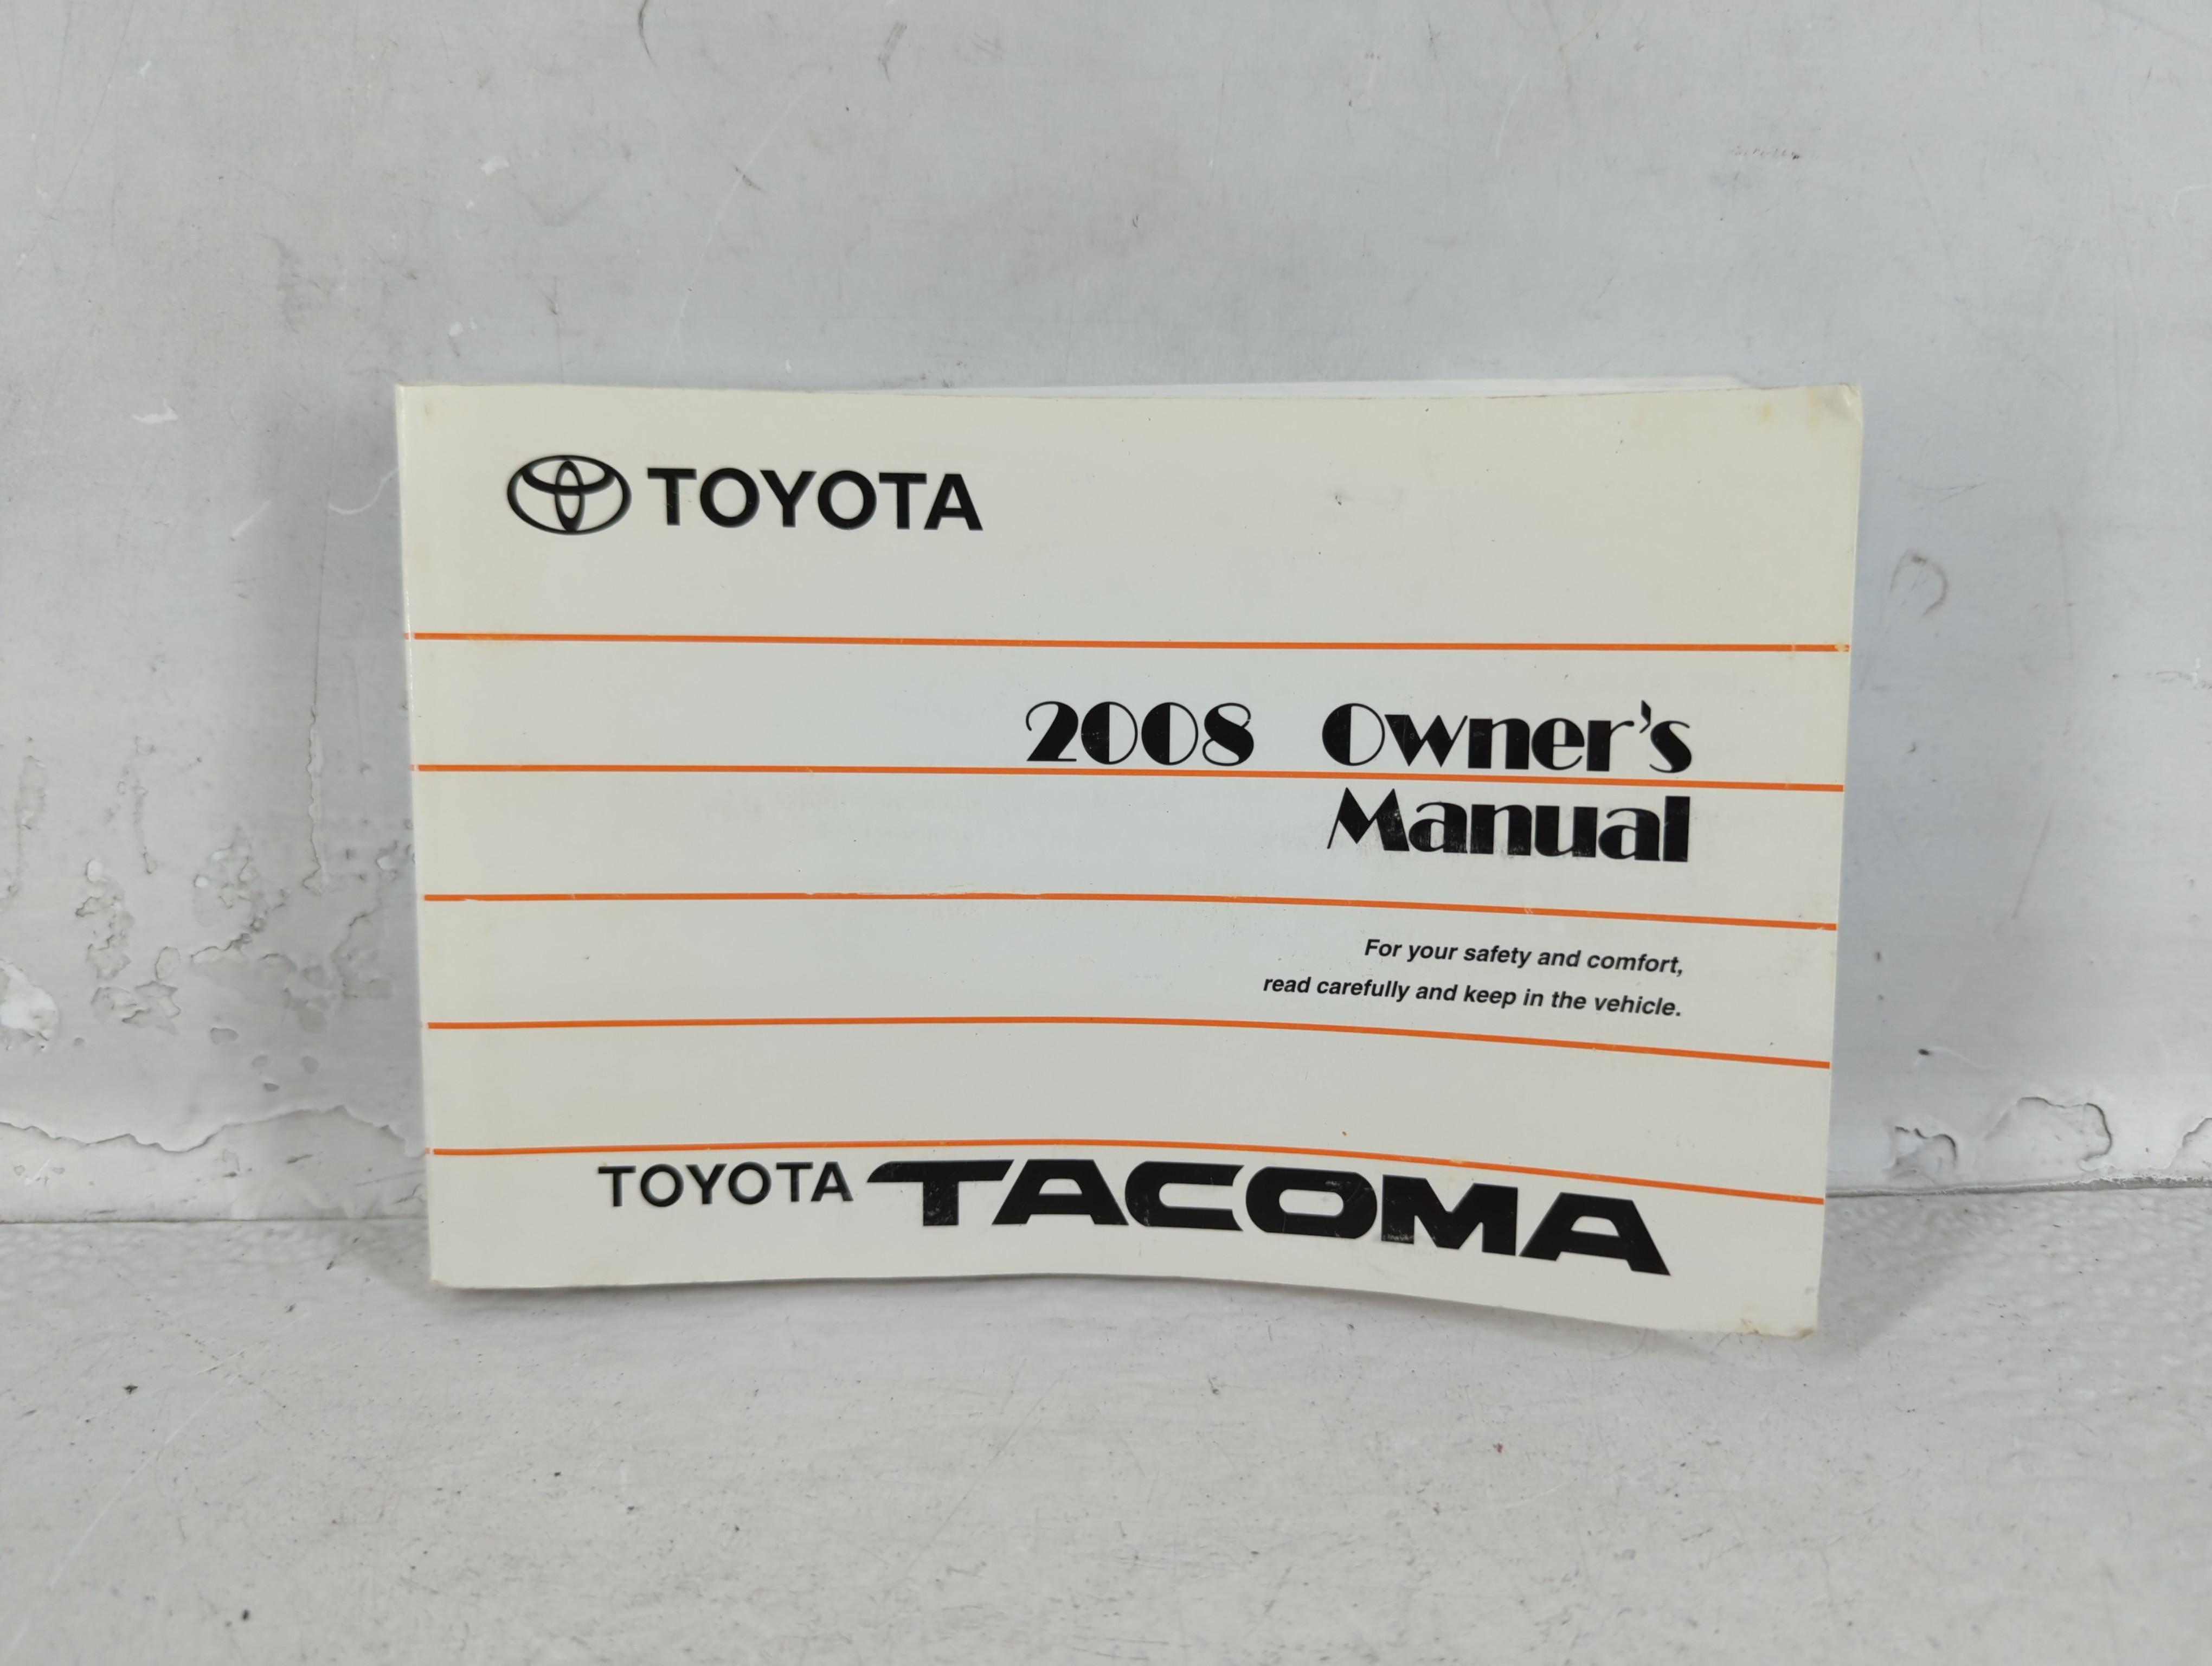 TOYOTA
2008 Owner's
Manual
For your safety and comfort,
read carefully and keep in the vehicle.
TOYOTA TACOMA